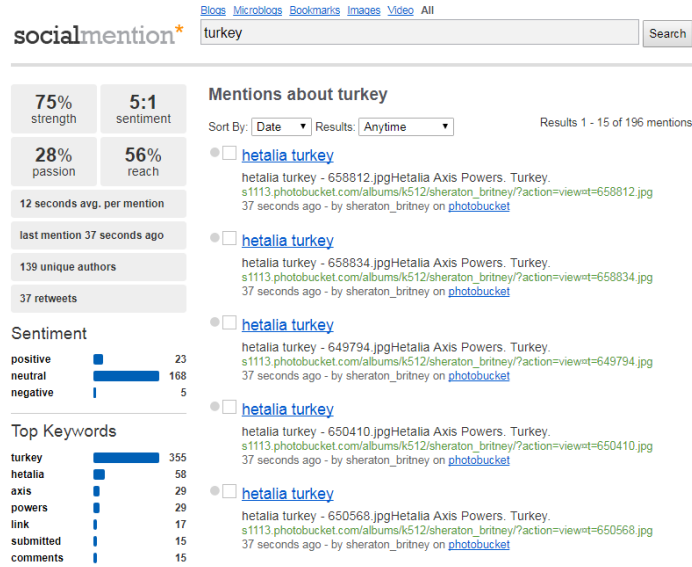 Blogs Microblogs Bookmarks Images Video All
socialmention*
turkey
Search
75%
strength
5:1
sentiment
28%
passion
56%
reach
12 seconds avg. per mention
last mention 37 seconds ago
139 unique authors
37 retweets
Sentiment
positive 23
neutral 168
negative 5
Top Keywords
turkey 355
hetalia 58
axis 29
powers 29
link 17
submitted 15
comments 15
Mentions about turkey
Sort By: Date Results: Anytime
Results 1 - 15 of 196 mentions
hetalia turkey
hetalia turkey - 658812.jpgHetalia Axis Powers. Turkey.
s1113.photobucket.com/albums/k512/sheraton_britney/?action=view¤t=658812.jpg
37 seconds ago - by sheraton_britney on photobucket
hetalia turkey
hetalia turkey - 658834.jpgHetalia Axis Powers. Turkey.
s1113.photobucket.com/albums/k512/sheraton_britney/?action=view¤t=658834.jpg
37 seconds ago - by sheraton_britney on photobucket
hetalia turkey
hetalia turkey - 649794.jpgHetalia Axis Powers. Turkey.
s1113.photobucket.com/albums/k512/sheraton_britney/?action=view¤t=649794.jpg
37 seconds ago - by sheraton_britney on photobucket
hetalia turkey
hetalia turkey - 650410.jpgHetalia Axis Powers. Turkey.
s1113.photobucket.com/albums/k512/sheraton_britney/?action=view¤t=650410.jpg
37 seconds ago - by sheraton_britney on photobucket
hetalia turkey
hetalia turkey - 650568.jpgHetalia Axis Powers. Turkey.
s1113.photobucket.com/albums/k512/sheraton_britney/?action=view¤t=650568.jpg
37 seconds ago - by sheraton_britney on photobucket